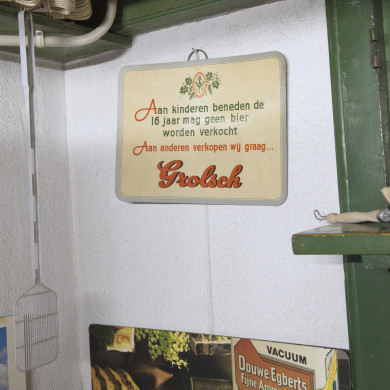 Aan kinderen beneden de
16 jaar mag geen bier
worden verkocht
Aan anderen verkopen wij graag...
Grolsch
VACUUM
Douwe Egberts